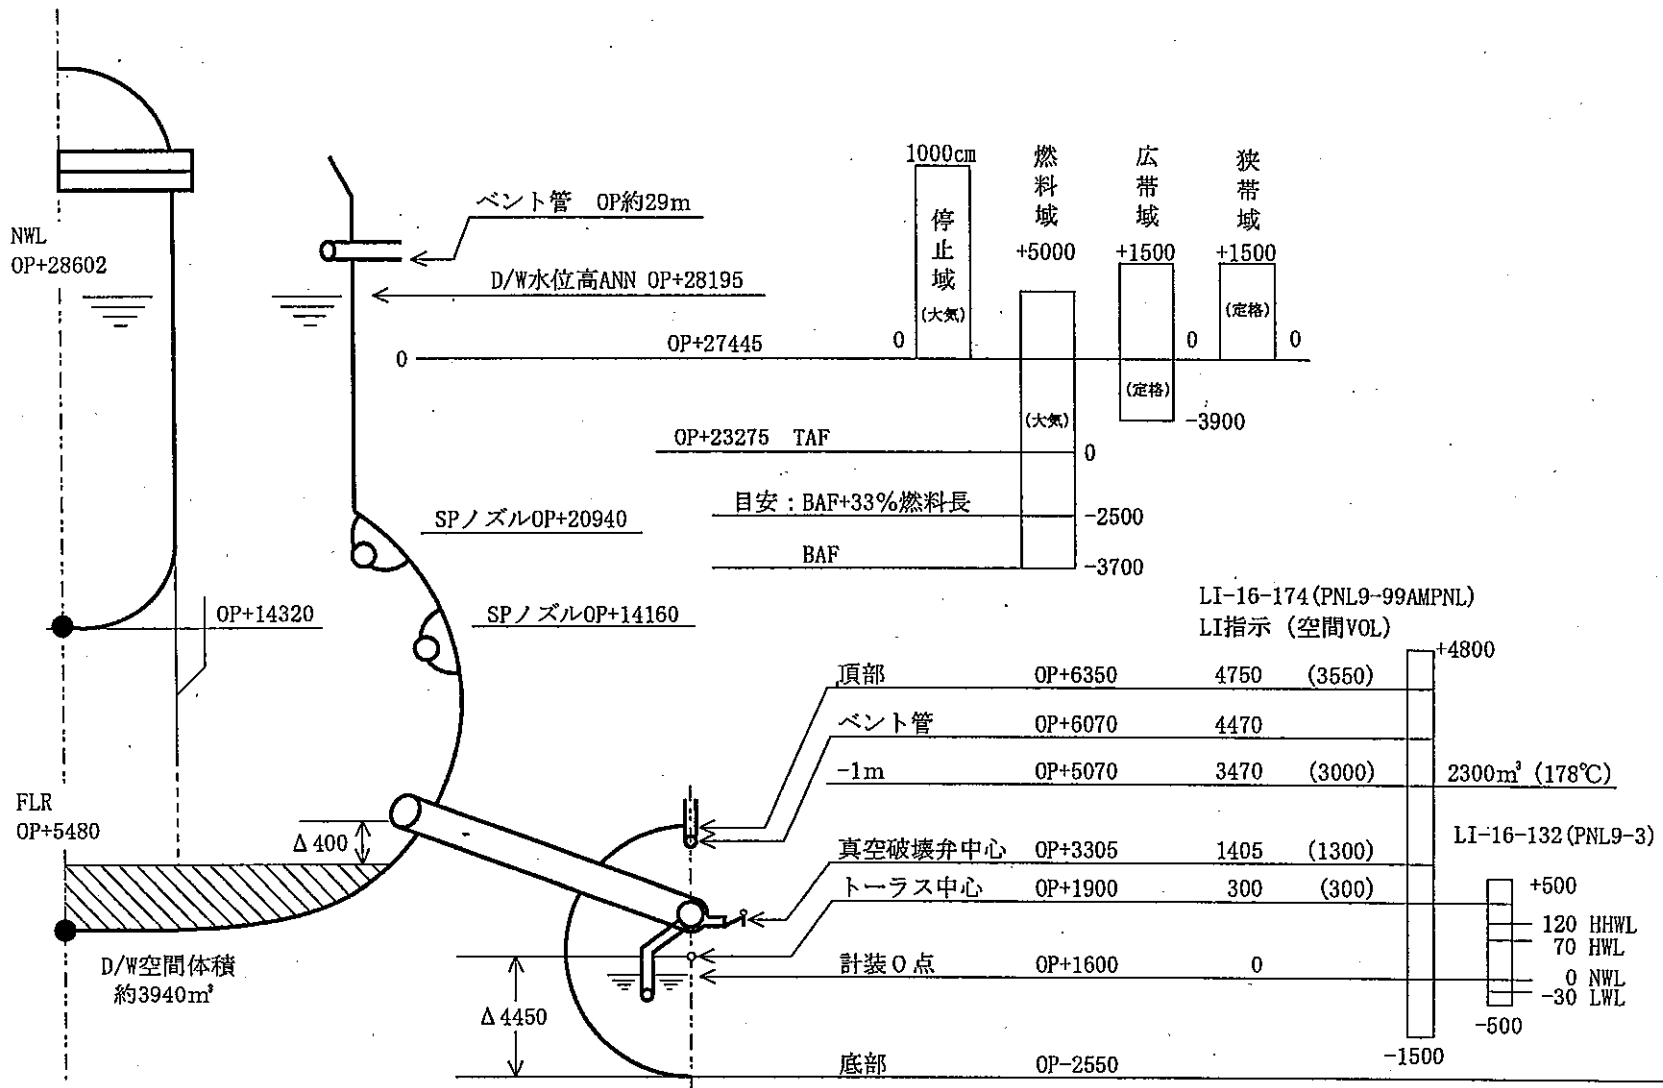 NWL
OP+28602
ベント管 OP約29m
D/W水位高ANN OP+28195
0 OP+27445
1000cm
停止域
(大気)
0
燃料域
+5000
(大気)
広帯域
+1500
0
(定格)
-3900
狭帯域
+1500
(定格)
0
OP+23275 TAF
0
目安：BAF+33%燃料長
-2500
BAF
-3700
SPノズルOP+20940
OP+14320
SPノズルOP+14160
LI-16-174(PNL9-99AMPNL)
LI指示 (空間VOL)
+4800
頂部 OP+6350 4750 (3550)
ベント管 OP+6070 4470
-1m OP+5070 3470 (3000) 2300m³ (178℃)
FLR
OP+5480
Δ400
LI-16-132(PNL9-3)
真空破壊弁中心 OP+3305 1405 (1300)
トーラス中心 OP+1900 300 (300)
+500
120 HHWL
70 HWL
計装0点 OP+1600 0
0 NWL
-30 LWL
-500
D/W空間体積
約3940m³
Δ4450
-1500
底部 OP-2550